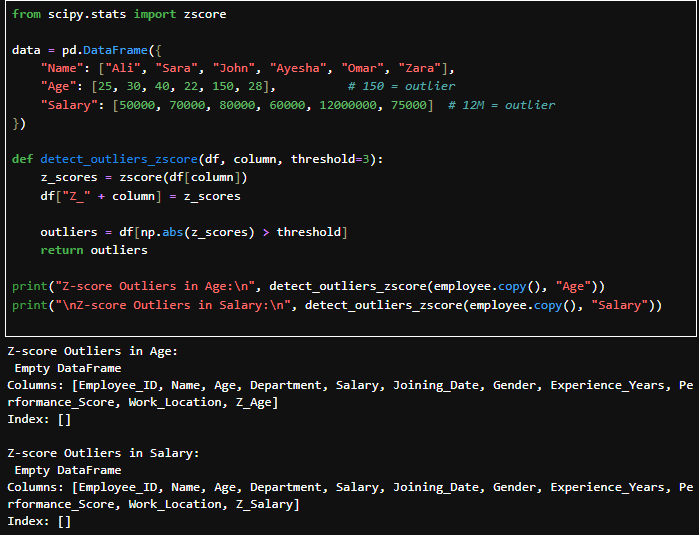 from scipy.stats import zscore
data = pd.DataFrame({
    "Name": ["Ali", "Sara", "John", "Ayesha", "Omar", "Zara"],
    "Age": [25, 30, 40, 22, 150, 28],          # 150 = outlier
    "Salary": [50000, 70000, 80000, 60000, 12000000, 75000]  # 12M = outlier
})
def detect_outliers_zscore(df, column, threshold=3):
    z_scores = zscore(df[column])
    df["Z_" + column] = z_scores
    outliers = df[np.abs(z_scores) > threshold]
    return outliers
print("Z-score Outliers in Age:\n", detect_outliers_zscore(employee.copy(), "Age"))
print("\nZ-score Outliers in Salary:\n", detect_outliers_zscore(employee.copy(), "Salary"))
Z-score Outliers in Age:
 Empty DataFrame
Columns: [Employee_ID, Name, Age, Department, Salary, Joining_Date, Gender, Experience_Years, Pe
rformance_Score, Work_Location, Z_Age]
Index: []
Z-score Outliers in Salary:
 Empty DataFrame
Columns: [Employee_ID, Name, Age, Department, Salary, Joining_Date, Gender, Experience_Years, Pe
rformance_Score, Work_Location, Z_Salary]
Index: []